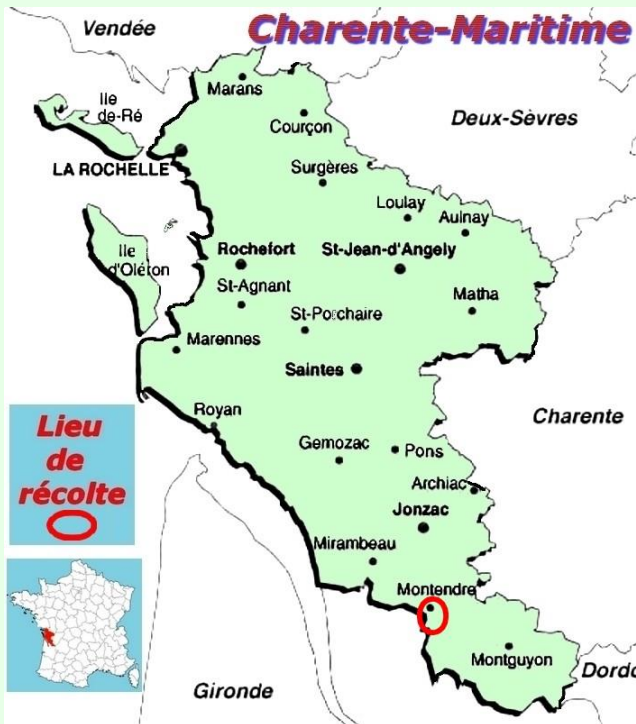 Vendée
Charente-Maritime
Marans
Ile
de-Ré
Courçon
Deux-Sèvres
LA ROCHELLE
Surgères
Loulay
Aulnay
Ile
d'Oléron
Rochefort
St-Jean-d'Angely
St-Agnant
Matha
St-Porchaire
Marennes
Saintes
Royan
Charente
Lieu
de
récolte
Gemozac
Pons
Archiac
Jonzac
Mirambeau
Montendre
Montguyon
Dordo
Gironde